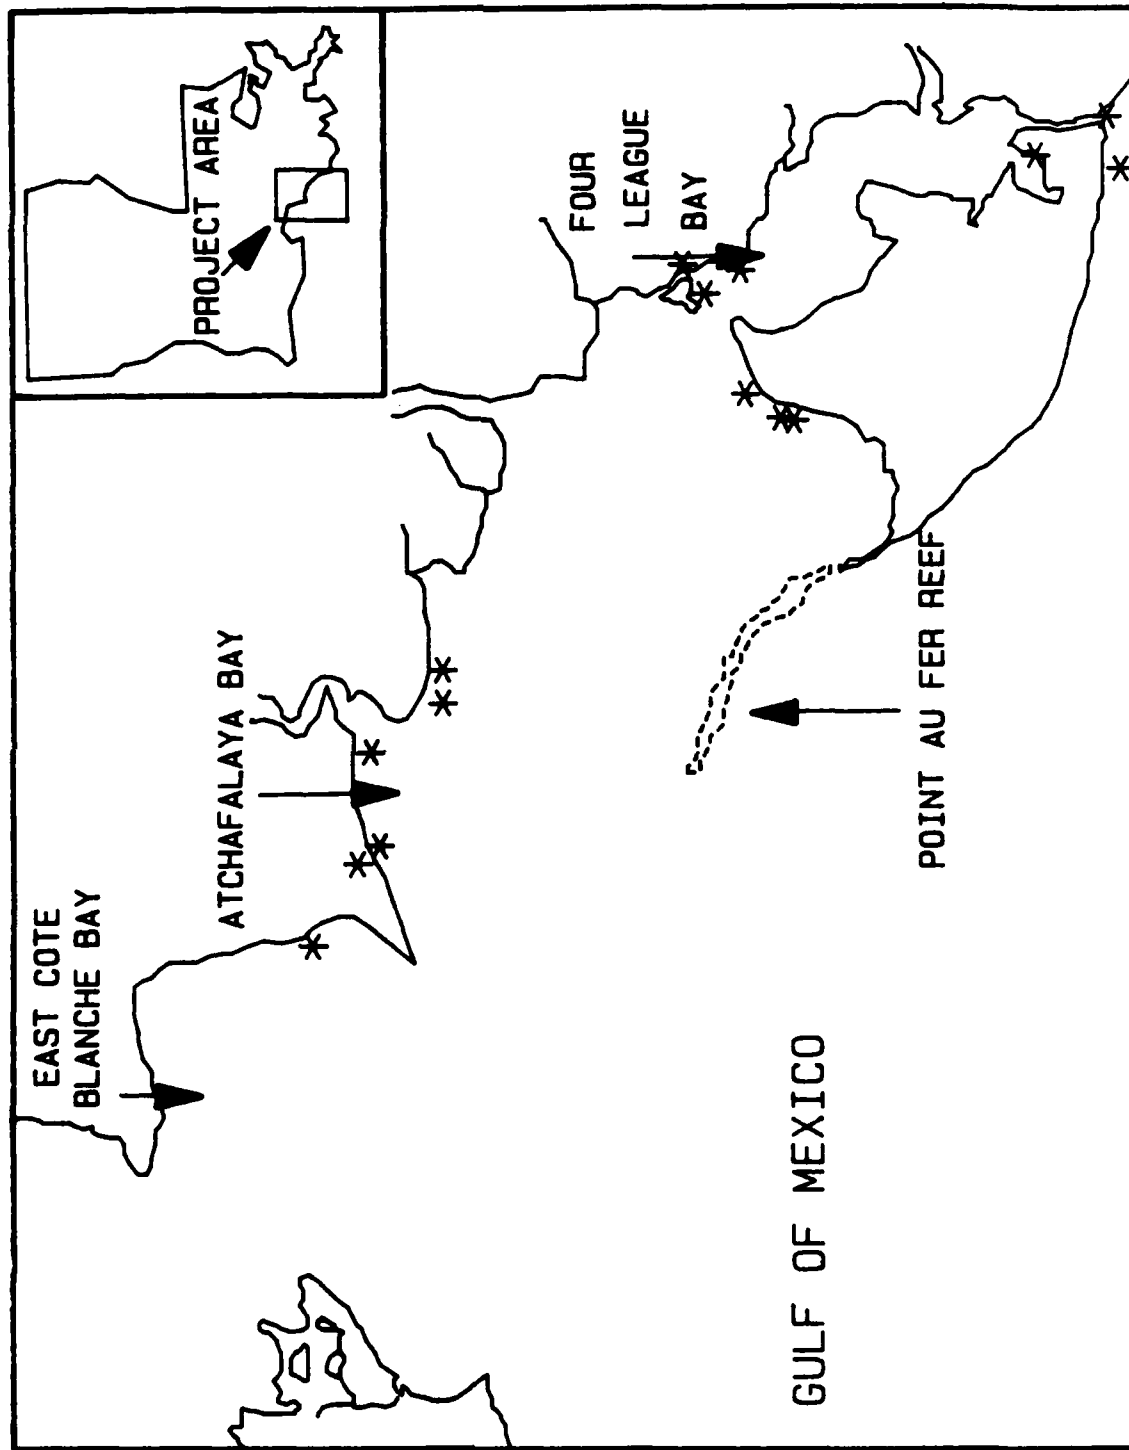 PROJECT AREA
EAST COTE
BLANCHE BAY
ATCHAFALAYA BAY
FOUR
LEAGUE
BAY
POINT AU FER REEF
GULF OF MEXICO